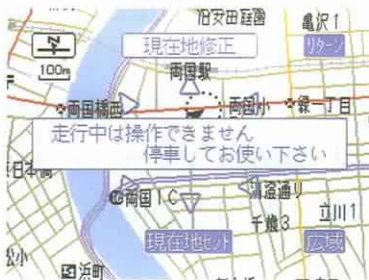 旧安田庭園
亀沢1
現在地修正
リターン
100m
両国駅
両国橋西
両国小
緑一丁目
走行中は操作できません
停車してお使い下さい
日本橋
両国IC
清澄通り
千歳3
立川1
現在地セット
広域
浜町